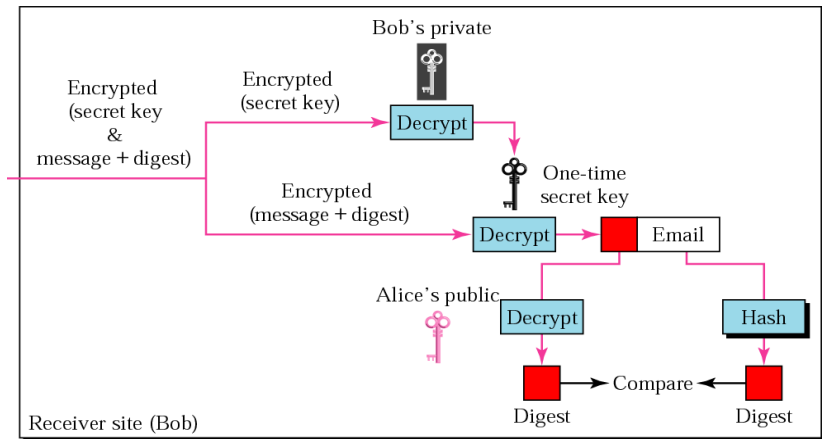 Bob's private
Encrypted
(secret key
&
message + digest)
Encrypted
(secret key)
Decrypt
One-time
secret key
Encrypted
(message + digest)
Decrypt
Email
Alice's public
Decrypt
Hash
Compare
Digest
Digest
Receiver site (Bob)